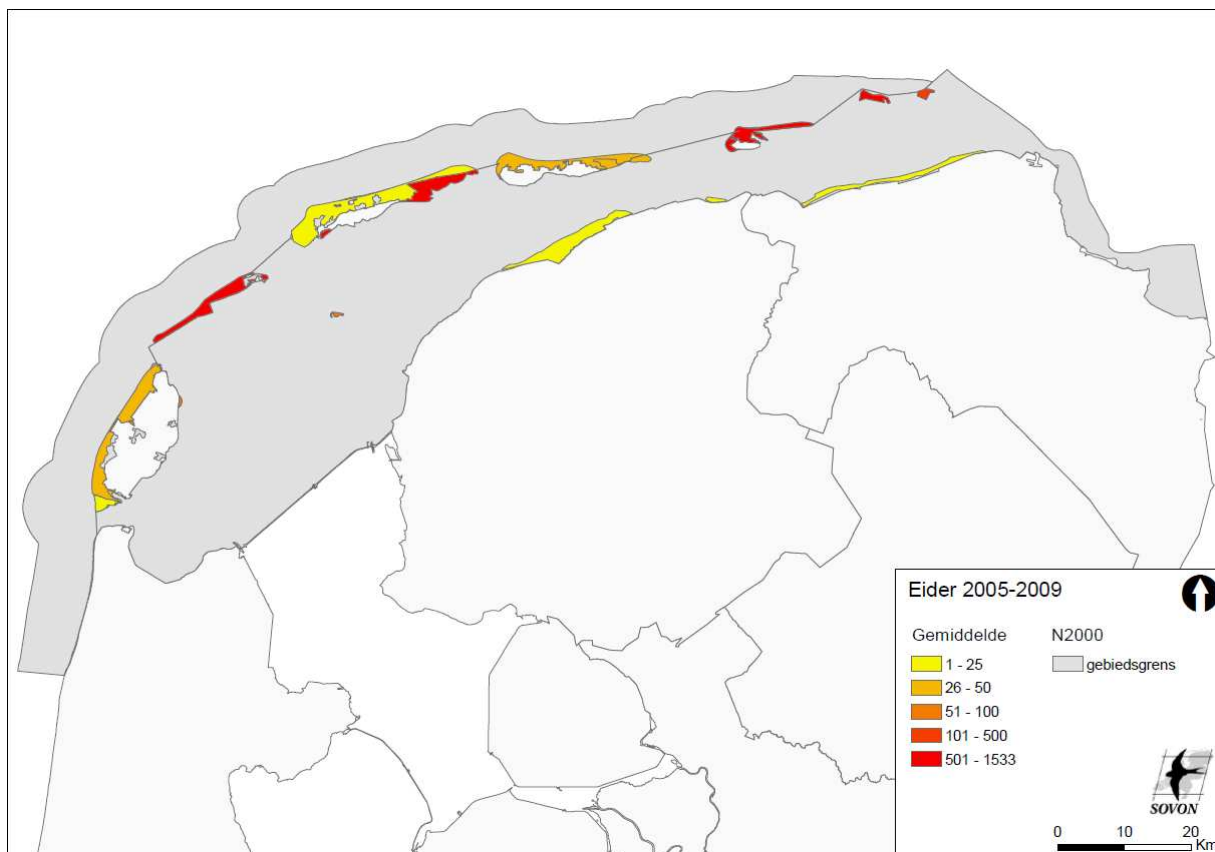 Eider 2005-2009
Gemiddelde N2000
1 - 25 gebiedsgrens
26 - 50
51 - 100
101 - 500
501 - 1533
SOVON
0 10 20
Km